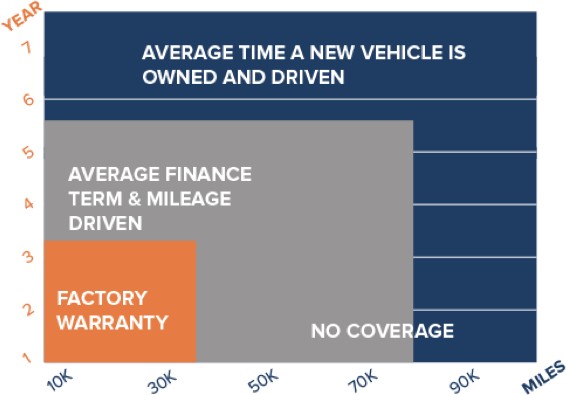 YEAR
7
AVERAGE TIME A NEW VEHICLE IS
OWNED AND DRIVEN
6
5
AVERAGE FINANCE
TERM & MILEAGE
DRIVEN
4
3
FACTORY
WARRANTY
2
NO COVERAGE
1
10K 30K 50K 70K 90K MILES